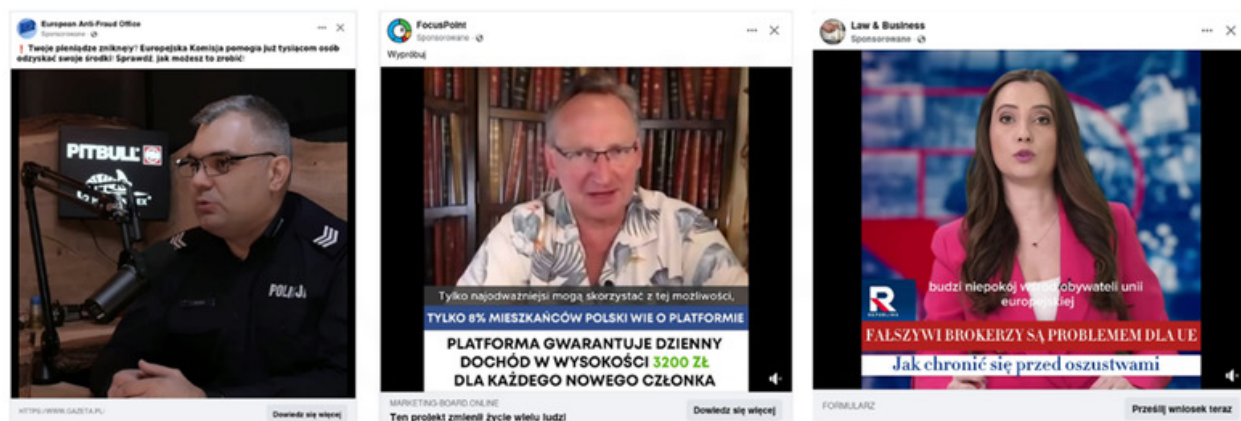 European Anti-Fraud Office
Sponsorowane
❗ Twoje pieniądze zniknęły? Europejska Komisja pomogła już tysiącom osób
odzyskać swoje środki! Sprawdź, jak możesz to zrobić!
PITBULL
POLICJA
HTTPS://WWW.GAZETA.PL/
Dowiedz się więcej
FocusPoint
Sponsorowane
Wypróbuj
Tylko najodważniejsi mogą skorzystać z tej możliwości,
TYLKO 8% MIESZKAŃCÓW POLSKI WIE O PLATFORMIE
PLATFORMA GWARANTUJE DZIENNY
DOCHÓD W WYSOKOŚCI 3200 ZŁ
DLA KAŻDEGO NOWEGO CZŁONKA
MARKETING-BOARD.ONLINE
Ten projekt zmienił życie wielu ludzi
Dowiedz się więcej
Law & Business
Sponsorowane
budzi niepokój wśród obywateli unii
europejskiej
R
REPUBLIKA
FAŁSZYWI BROKERZY SĄ PROBLEMEM DLA UE
Jak chronić się przed oszustwami
FORMULARZ
Prześlij wniosek teraz